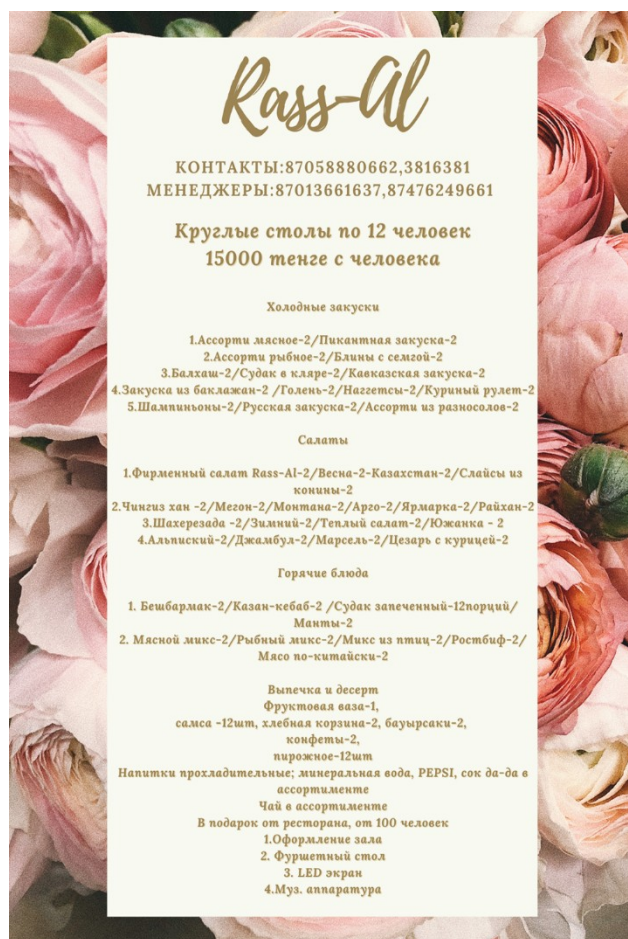 Rass-Al
КОНТАКТЫ:87058880662,3816381
МЕНЕДЖЕРЫ:87013661637,87476249661
Круглые столы по 12 человек
15000 тенге с человека
Холодные закуски
1.Ассорти мясное-2/Пикантная закуска-2
2.Ассорти рыбное-2/Блины с семгой-2
3.Балхаш-2/Судак в кляре-2/Кавказская закуска-2
4.Закуска из баклажан-2 /Голень-2/Наггетсы-2/Куриный рулет-2
5.Шампиньоны-2/Русская закуска-2/Ассорти из разносолов-2
Салаты
1.Фирменный салат Rass-Al-2/Весна-2-Казахстан-2/Слайсы из
конины-2
2.Чингиз хан -2/Мегон-2/Монтана-2/Арго-2/Ярмарка-2/Райхан-2
3.Шахерезада -2/Зимний-2/Теплый салат-2/Южанка - 2
4.Альпиский-2/Джамбул-2/Марсель-2/Цезарь с курицей-2
Горячие блюда
1. Бешбармак-2/Казан-кебаб-2 /Судак запеченный-12порций/
Манты-2
2. Мясной микс-2/Рыбный микс-2/Микс из птиц-2/Ростбиф-2/
Мясо по-китайски-2
Выпечка и десерт
Фруктовая ваза-1,
самса -12шт, хлебная корзина-2, бауырсаки-2,
конфеты-2,
пирожное-12шт
Напитки прохладительные; минеральная вода, PEPSI, сок да-да в
ассортименте
Чай в ассортименте
В подарок от ресторана, от 100 человек
1.Оформление зала
2. Фуршетный стол
3. LED экран
4.Муз. аппаратура